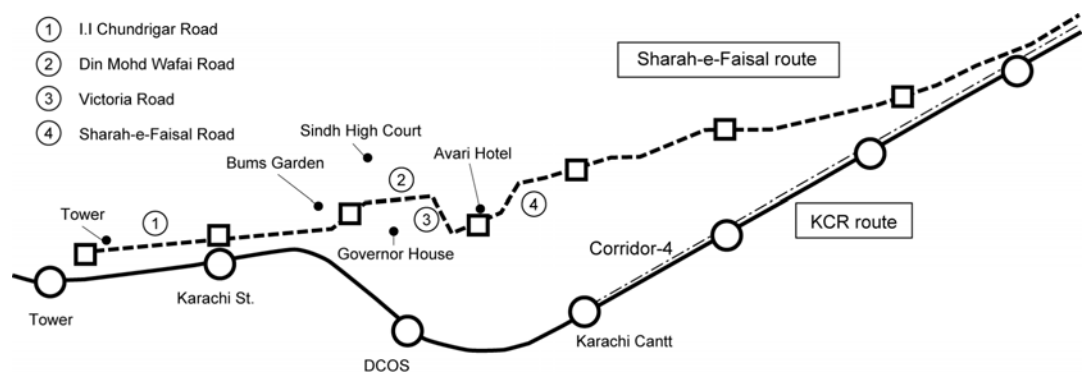 1 I.I Chundrigar Road
2 Din Mohd Wafai Road
3 Victoria Road
4 Sharah-e-Faisal Road
Sharah-e-Faisal route
Sindh High Court
Bums Garden
Avari Hotel
2
Tower
1
3
4
Governor House
KCR route
Corridor-4
Karachi St.
Tower
Karachi Cantt
DCOS